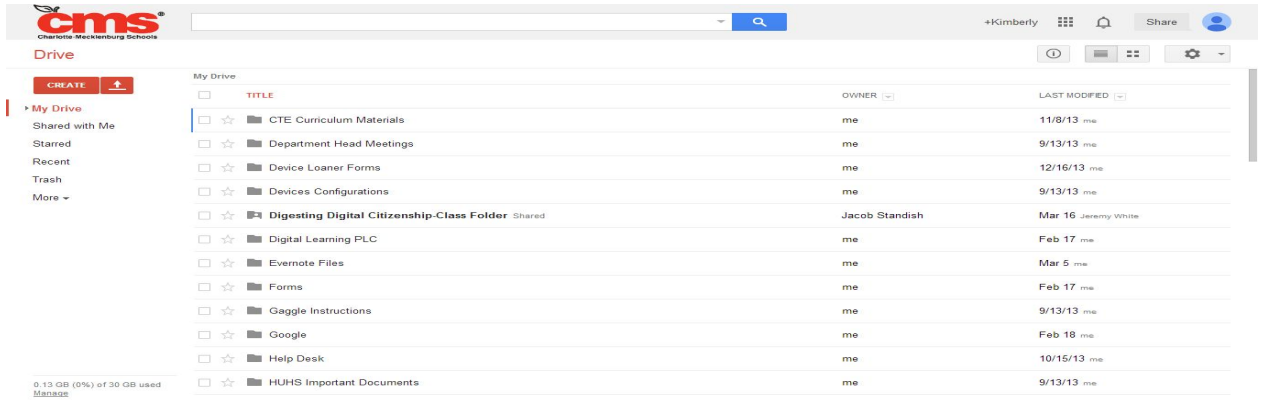 cms®
Charlotte-Mecklenburg Schools
+Kimberly Share
Drive
CREATE
My Drive
Shared with Me
Starred
Recent
Trash
More
0.13 GB (0%) of 30 GB used
Manage
My Drive
TITLE OWNER LAST MODIFIED
CTE Curriculum Materials me 11/8/13 me
Department Head Meetings me 9/13/13 me
Device Loaner Forms me 12/16/13 me
Devices Configurations me 9/13/13 me
Digesting Digital Citizenship-Class Folder Shared Jacob Standish Mar 16 Jeremy White
Digital Learning PLC me Feb 17 me
Evernote Files me Mar 5 me
Forms me Feb 17 me
Gaggle Instructions me 9/13/13 me
Google me Feb 18 me
Help Desk me 10/15/13 me
HUHS Important Documents me 9/13/13 me